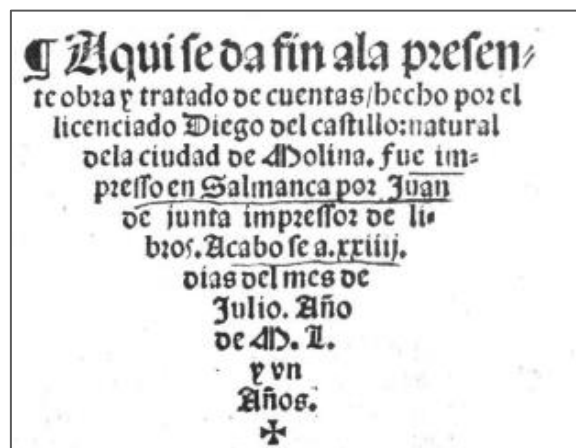 ¶ Aqui se da fin ala presen-
te obra y tratado de cuentas/hecho por el
licenciado Diego del castillo:natural
dela ciudad de Molina. fue im-
presso en Salmanca por Juan
de junta impressor de li-
bros. Acabo se a.xxiiij.
dias del mes de
Julio. Año
de M. L.
y vn
Años.
✠